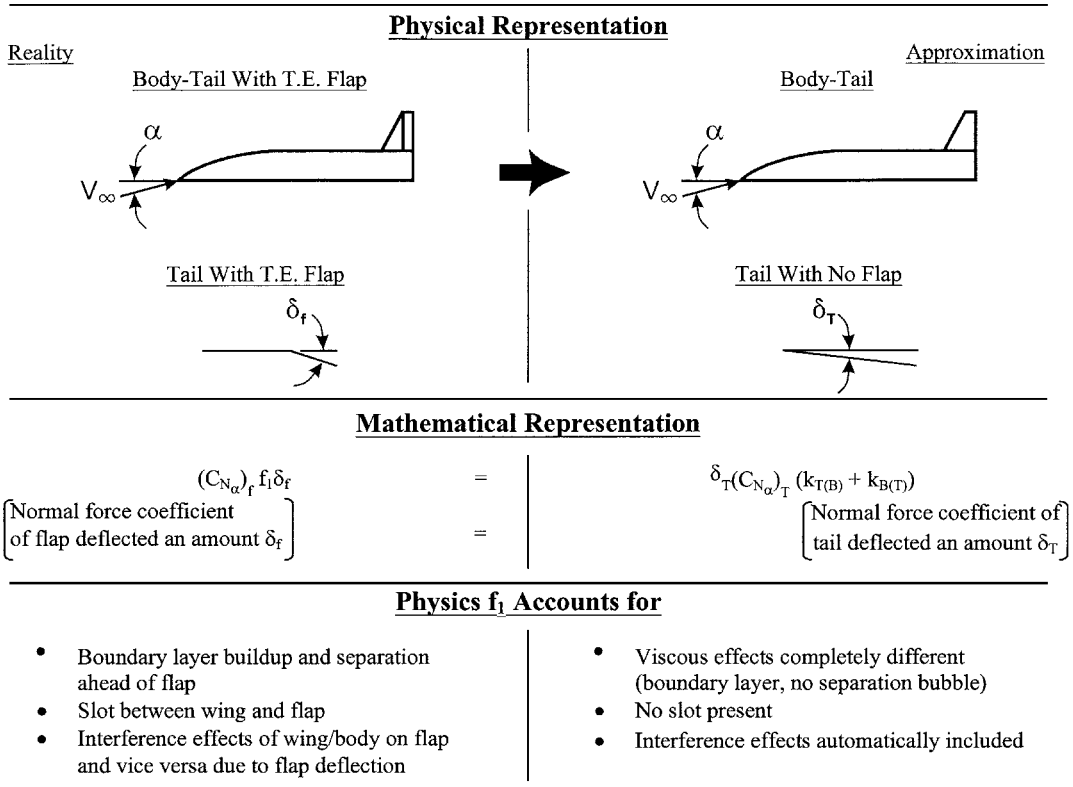 Physical Representation
Reality
Approximation
Body-Tail With T.E. Flap
Body-Tail
α
V∞
α
V∞
Tail With T.E. Flap
Tail With No Flap
δf
δT
Mathematical Representation
(CNα)f f1δf = δT(CNα)T (kT(B) + kB(T))
Normal force coefficient
of flap deflected an amount δf
=
Normal force coefficient of
tail deflected an amount δT
Physics f1 Accounts for
• Boundary layer buildup and separation
ahead of flap
• Slot between wing and flap
• Interference effects of wing/body on flap
and vice versa due to flap deflection
• Viscous effects completely different
(boundary layer, no separation bubble)
• No slot present
• Interference effects automatically included